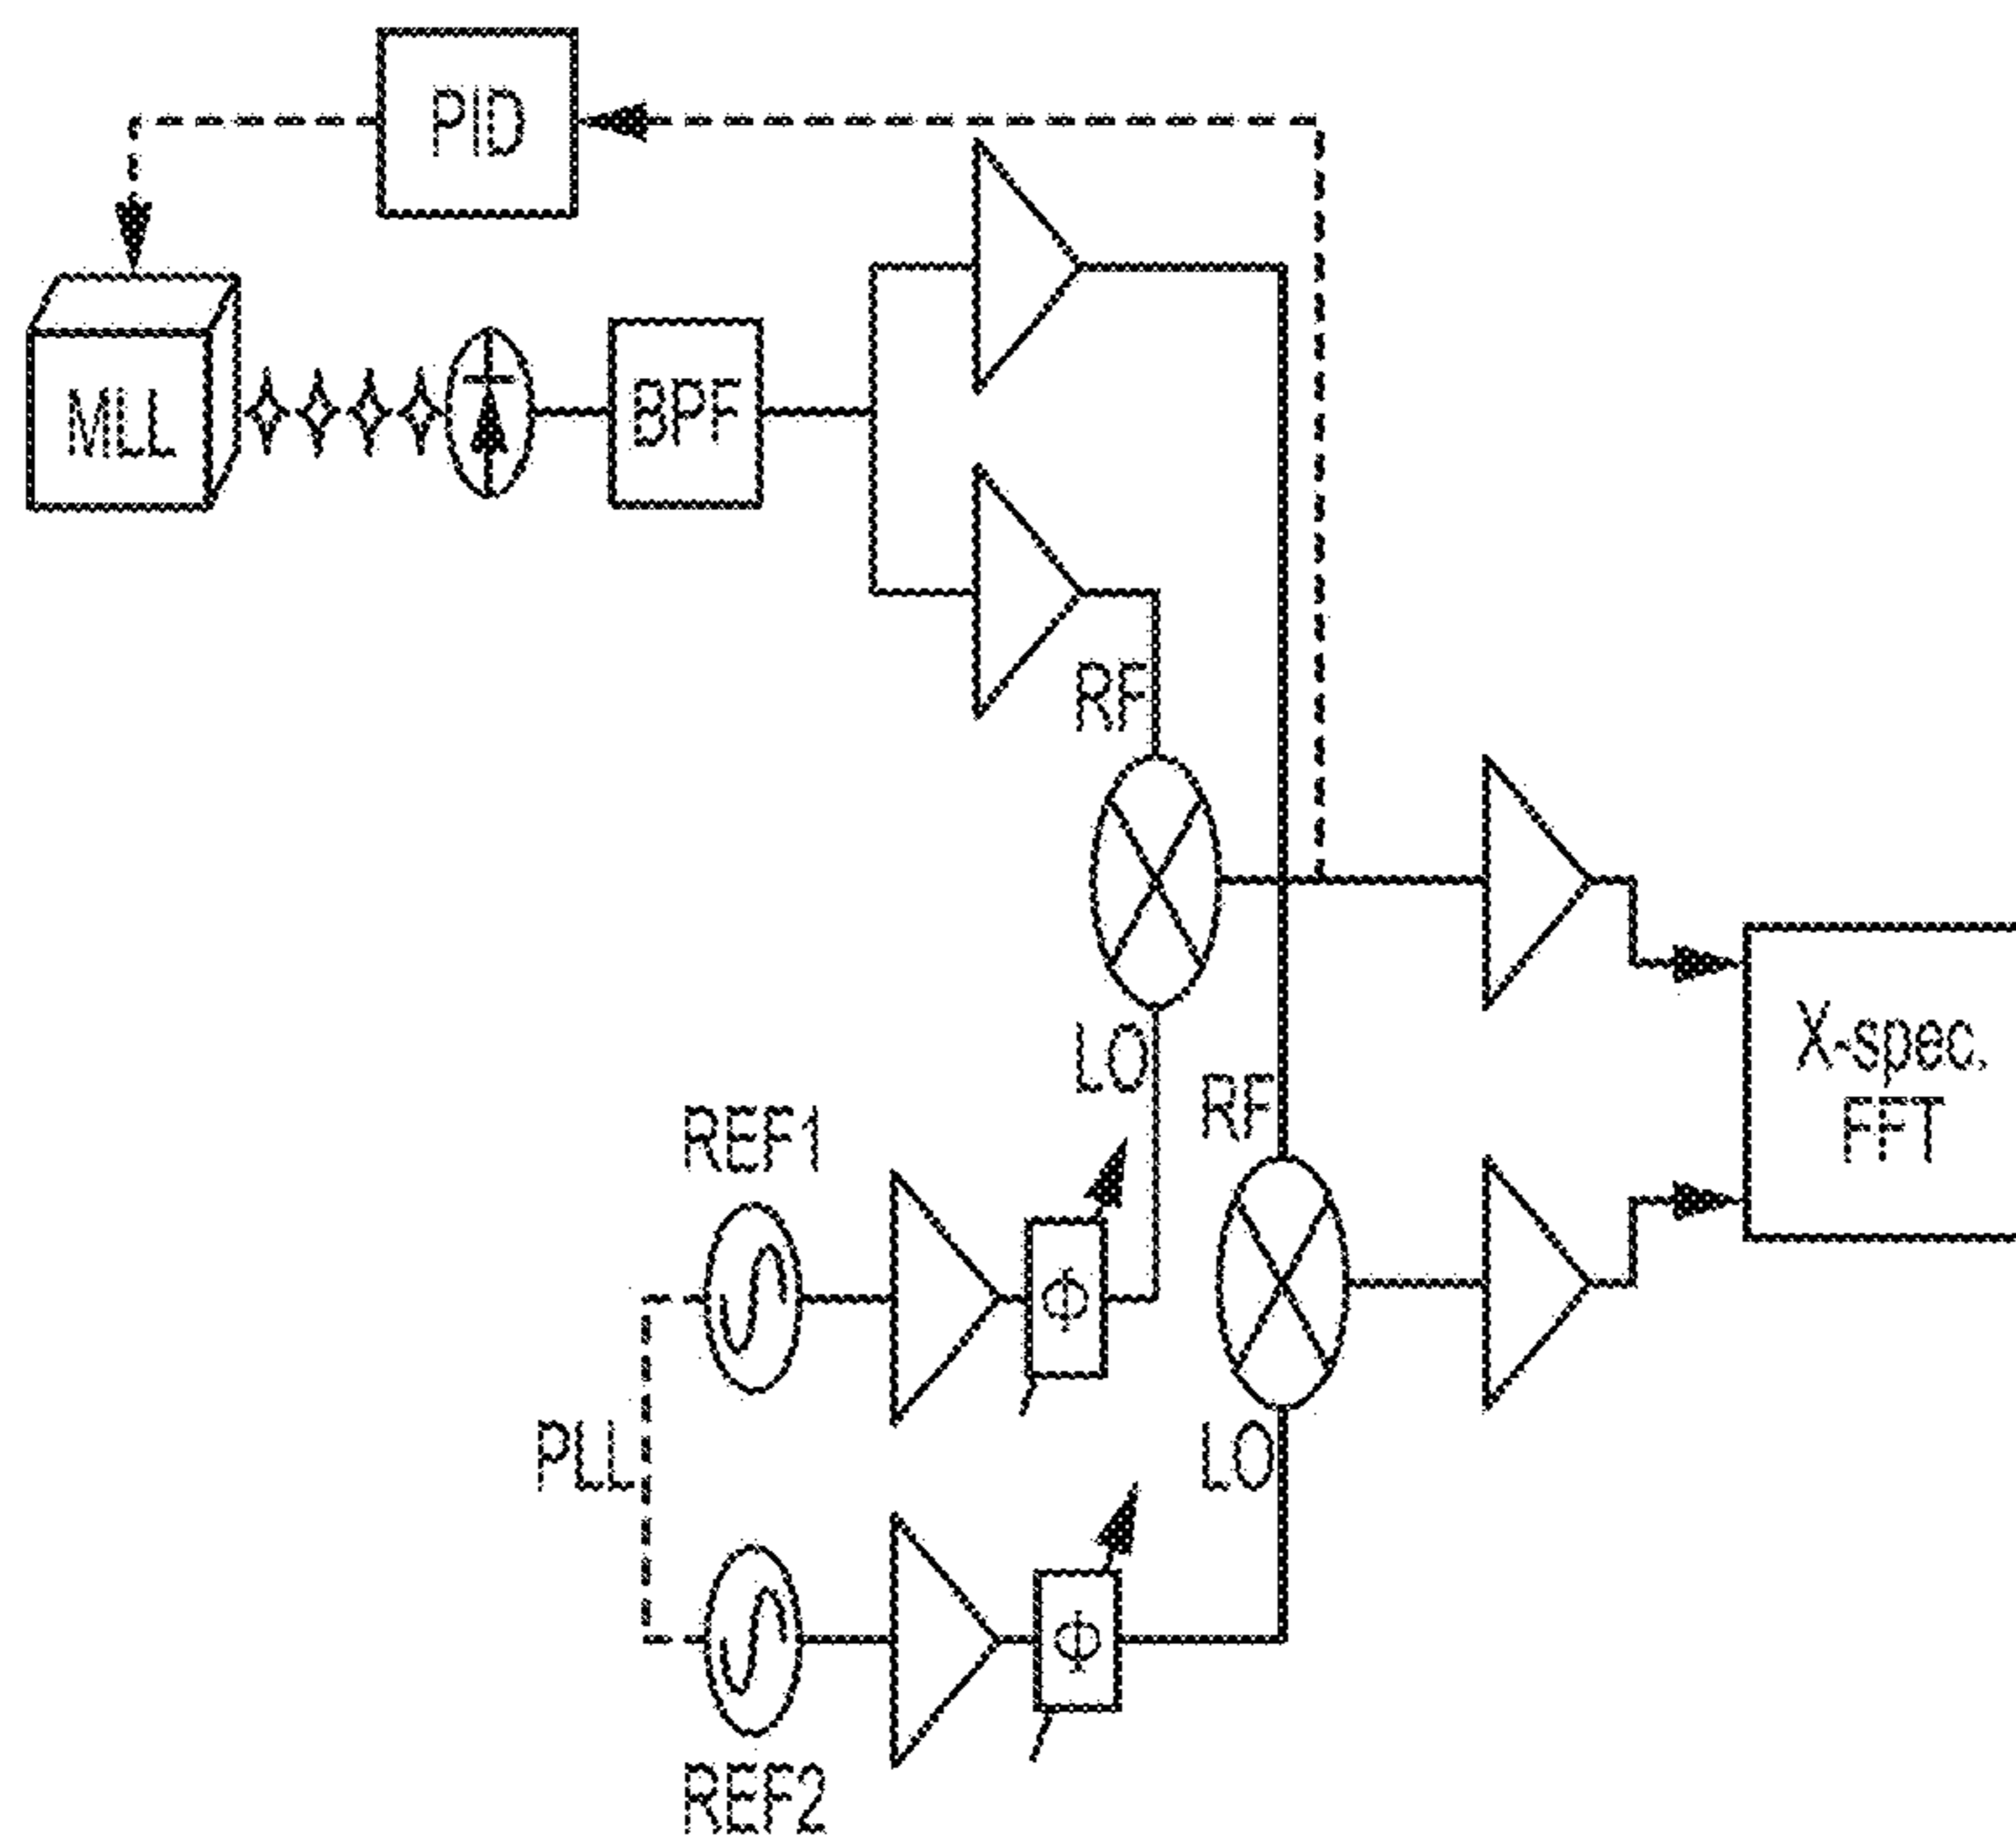 PID
MLL
BPF
RF
LO
RF
X-spec.
FFT
REF1
Φ
PLL
LO
Φ
REF2